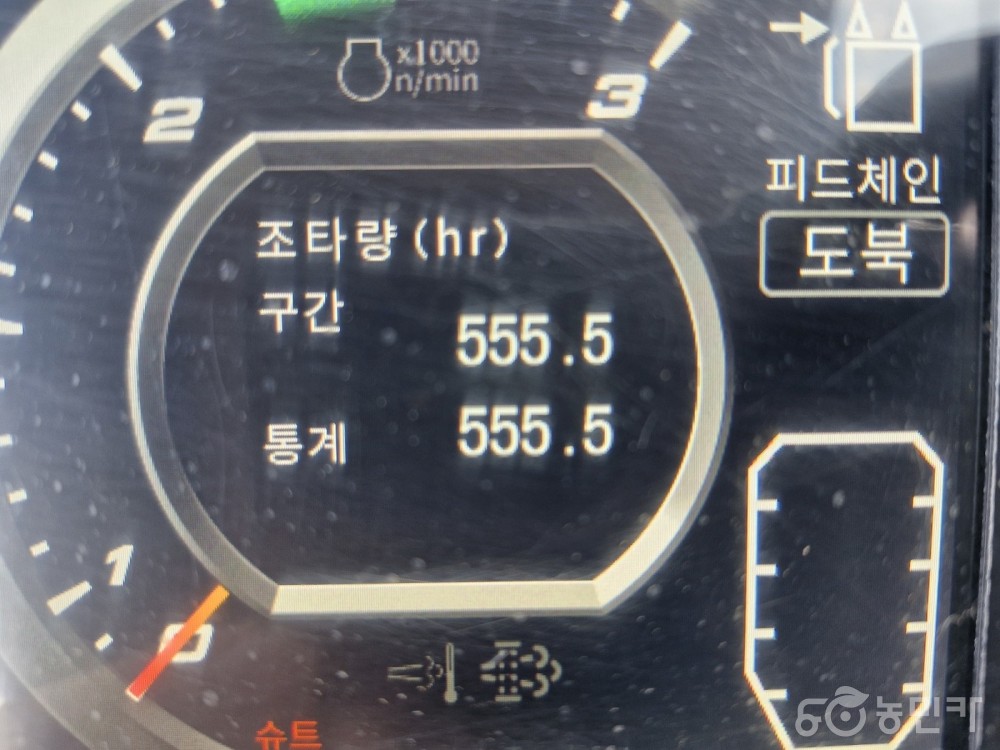 x1000
n/min
2
3
피드체인
도북
조타량(hr)
구간 555.5
통계 555.5
1
0
슈트
농민카